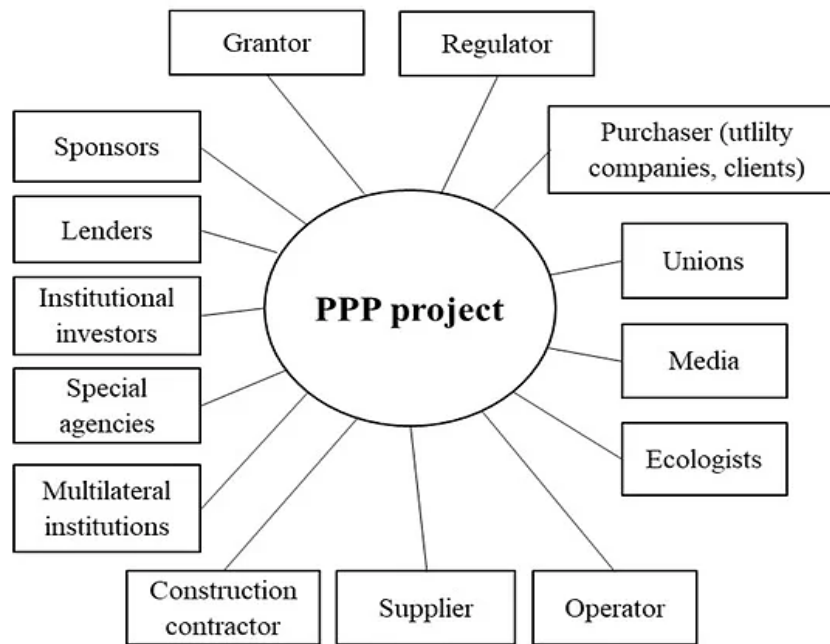 Grantor
Regulator
Sponsors
Purchaser (utlilty
companies, clients)
Lenders
Unions
Institutional
investors
PPP project
Media
Special
agencies
Ecologists
Multilateral
institutions
Construction
contractor
Supplier
Operator